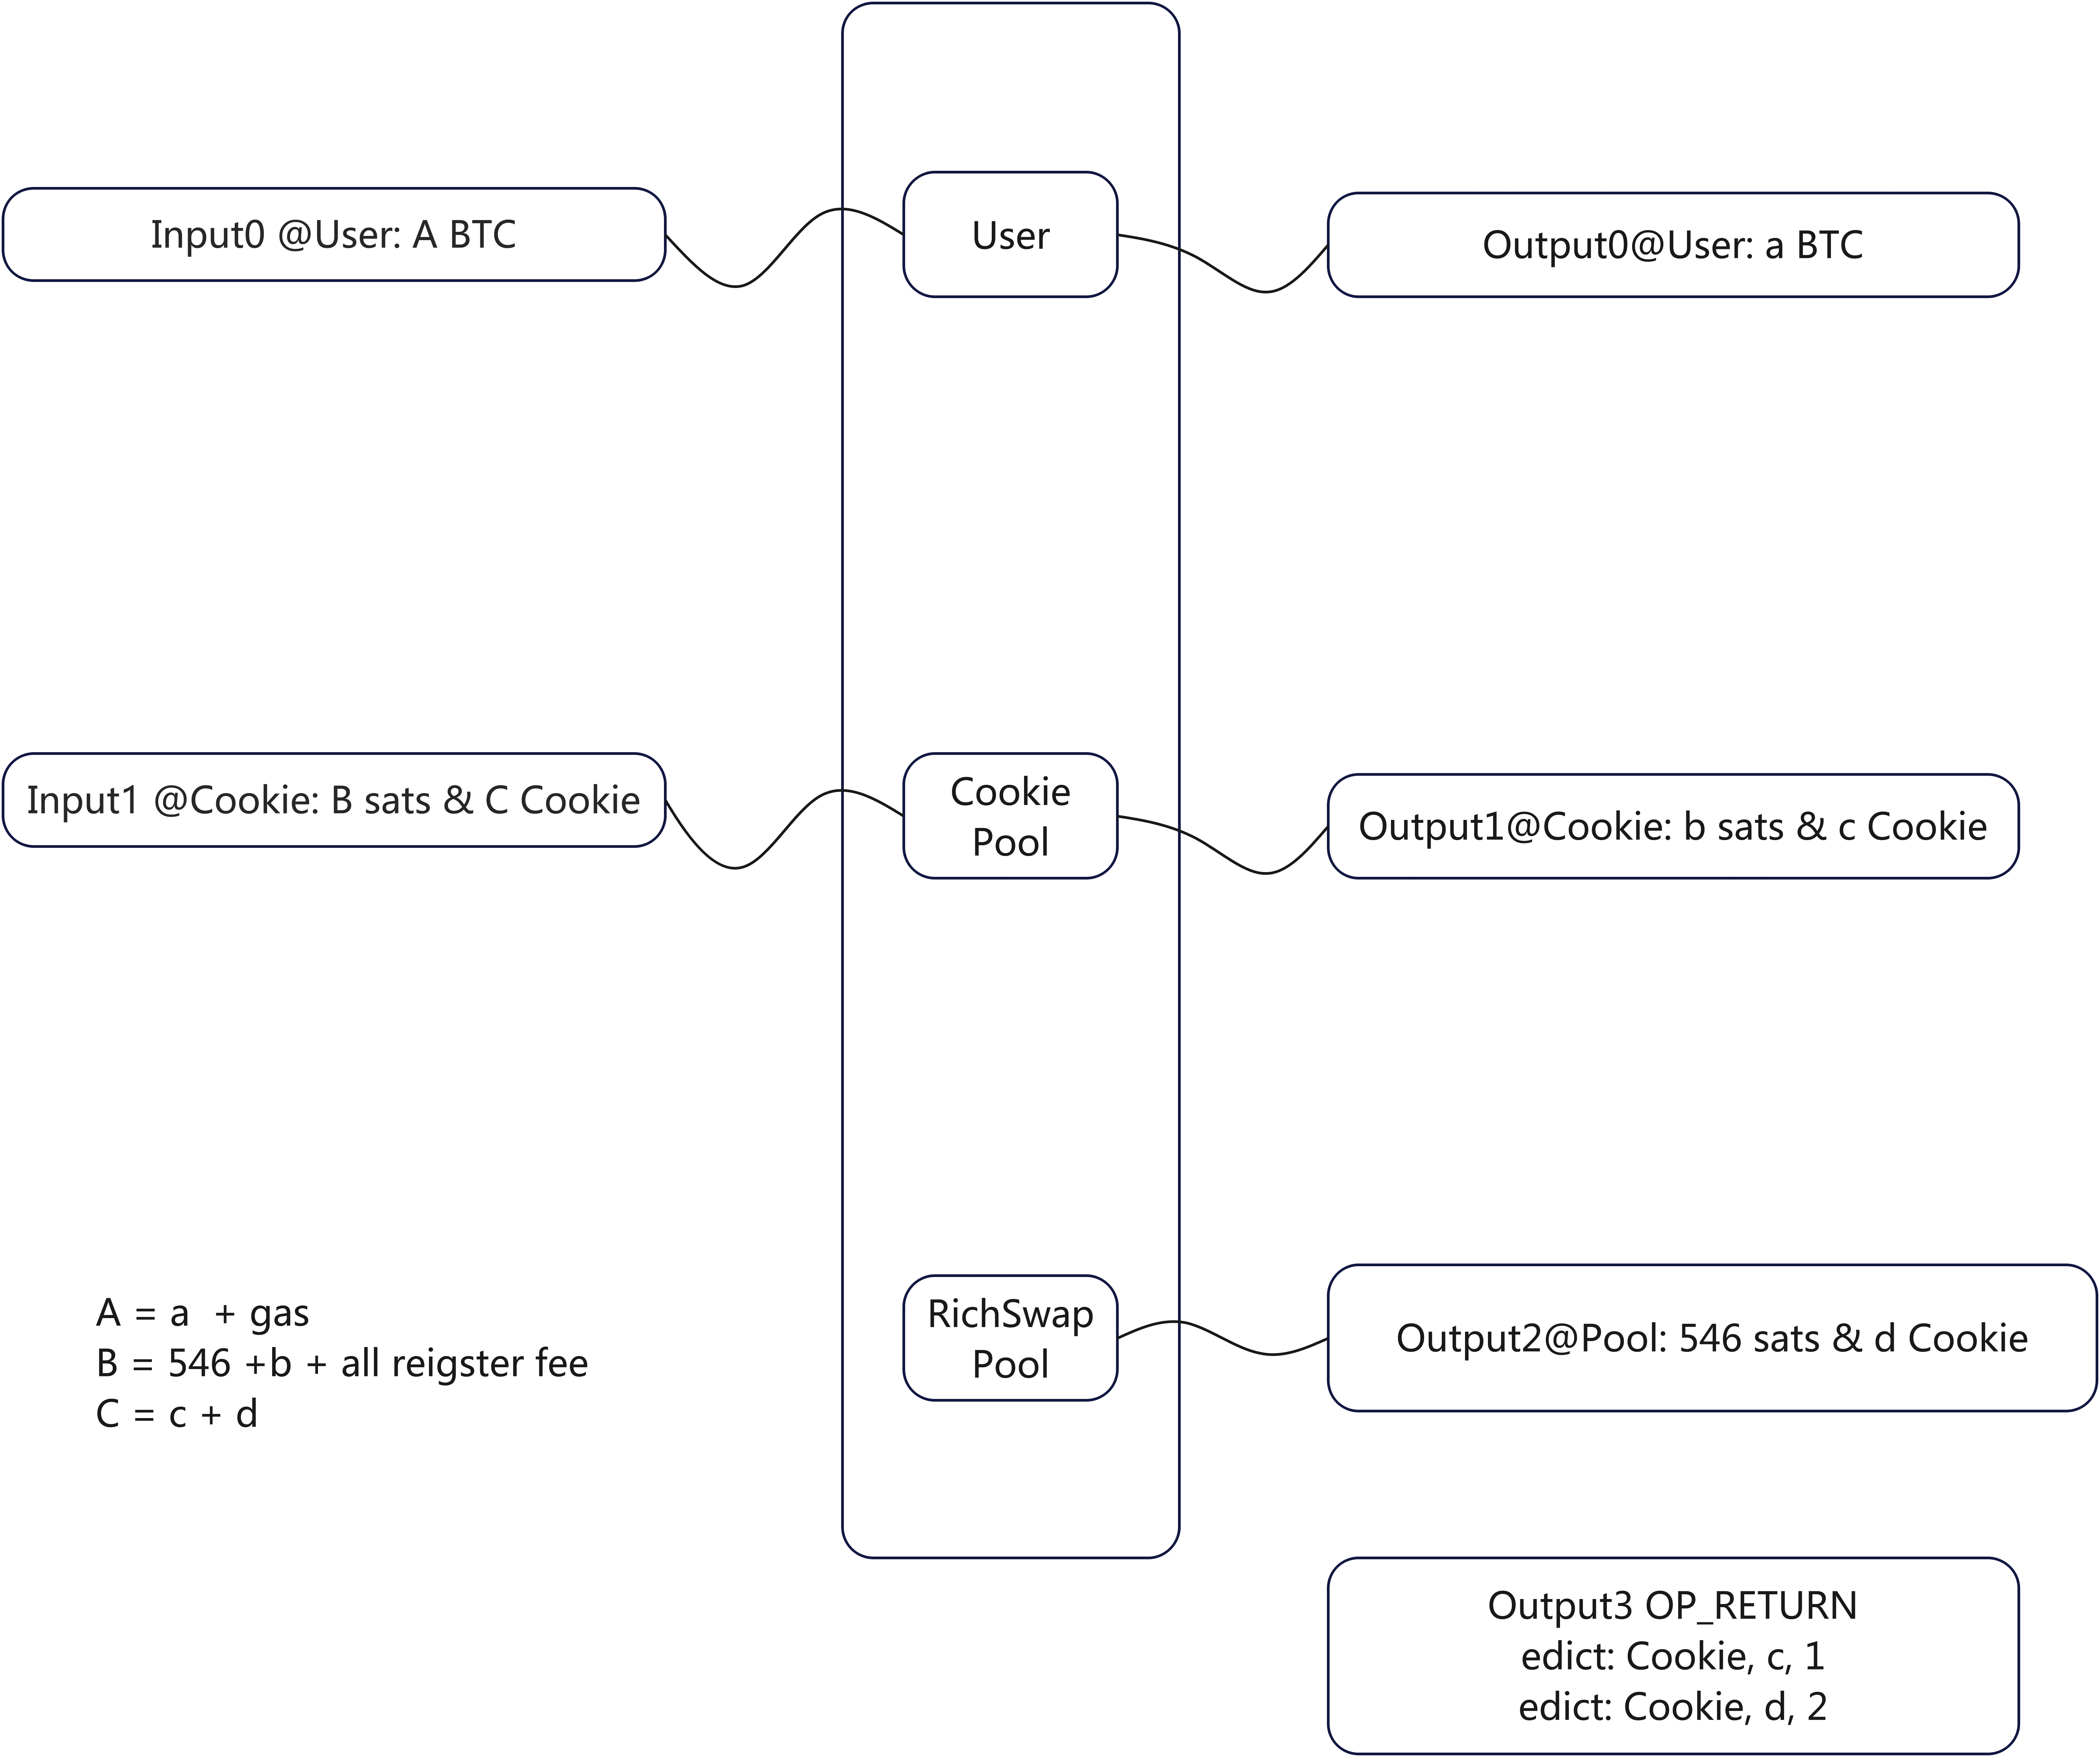 Input0 @User: A BTC
User
Output0@User: a BTC
Input1 @Cookie: B sats & C Cookie
Cookie
Pool
Output1@Cookie: b sats & c Cookie
A = a  + gas
B = 546 +b + all reigster fee
C = c + d
RichSwap
Pool
Output2@Pool: 546 sats & d Cookie
Output3 OP_RETURN
edict: Cookie, c, 1
edict: Cookie, d, 2